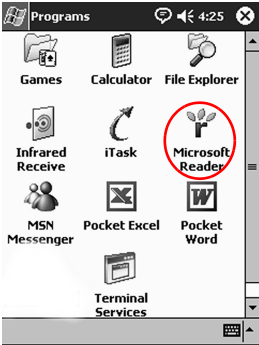 Programs 4:25
Games Calculator File Explorer
Infrared Receive iTask Microsoft Reader
MSN Messenger Pocket Excel Pocket Word
Terminal Services